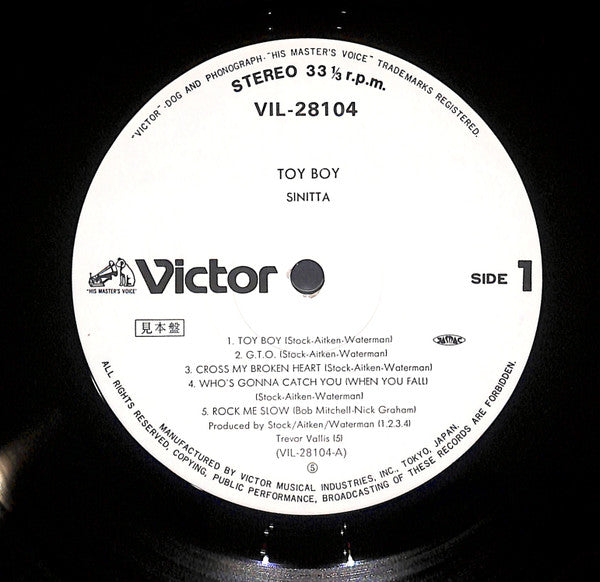 "VICTOR"-DOG AND PHONOGRAPH-"HIS MASTER'S VOICE" TRADEMARKS REGISTERED.
STEREO 33 ⅓ r.p.m.
VIL-28104
TOY BOY
SINITTA
"HIS MASTER'S VOICE"
Victor
SIDE 1
見本盤
JASRAC
1. TOY BOY (Stock-Aitken-Waterman)
2. G.T.O. (Stock-Aitken-Waterman)
3. CROSS MY BROKEN HEART (Stock-Aitken-Waterman)
4. WHO'S GONNA CATCH YOU (WHEN YOU FALL)
(Stock-Aitken-Waterman)
5. ROCK ME SLOW (Bob Mitchell-Nick Graham)
Produced by Stock/Aitken/Waterman (1.2.3.4)
Trevor Vallis (5)
(VIL-28104-A)
Ⓢ
MANUFACTURED BY VICTOR MUSICAL INDUSTRIES, INC., TOKYO, JAPAN.
ALL RIGHTS RESERVED, COPYING, PUBLIC PERFORMANCE, BROADCASTING OF THESE RECORDS ARE FORBIDDEN.